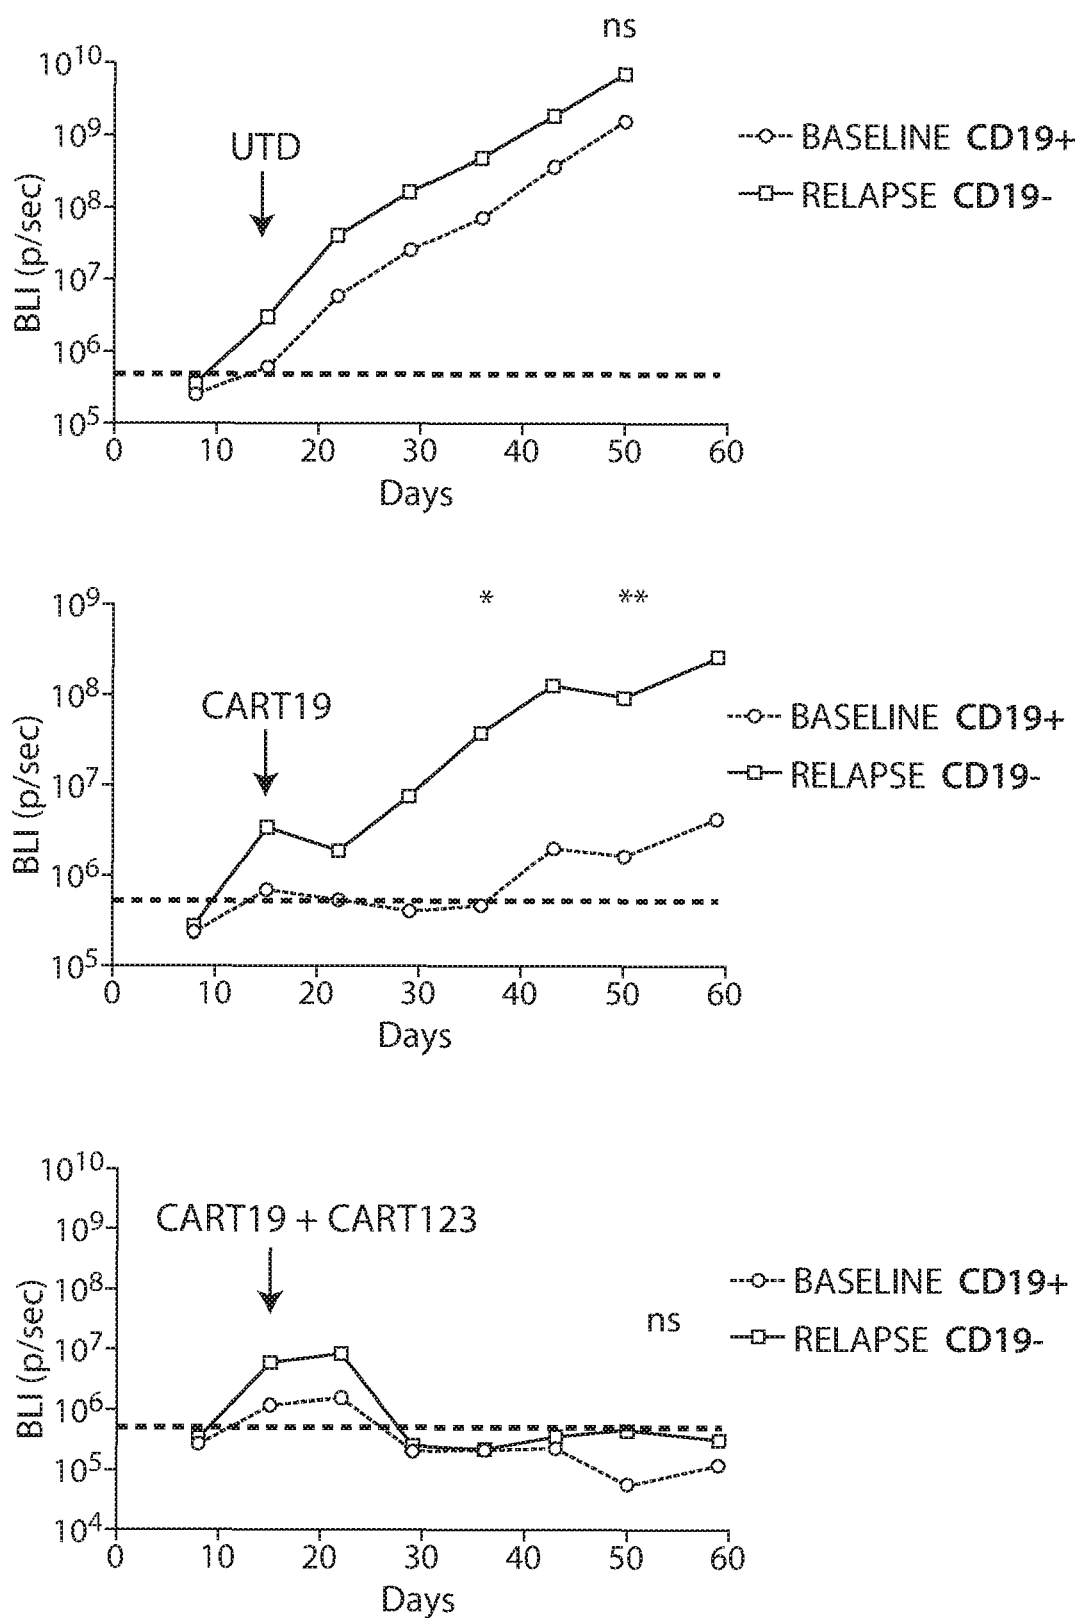 ns
10^10
10^9
10^8
10^7
10^6
10^5
BLI (p/sec)
UTD
BASELINE CD19+
RELAPSE CD19-
0 10 20 30 40 50 60
Days
10^9
10^8
10^7
10^6
10^5
BLI (p/sec)
* **
CART19
BASELINE CD19+
RELAPSE CD19-
0 10 20 30 40 50 60
Days
10^10
10^9
10^8
10^7
10^6
10^5
10^4
BLI (p/sec)
CART19 + CART123
ns
BASELINE CD19+
RELAPSE CD19-
0 10 20 30 40 50 60
Days